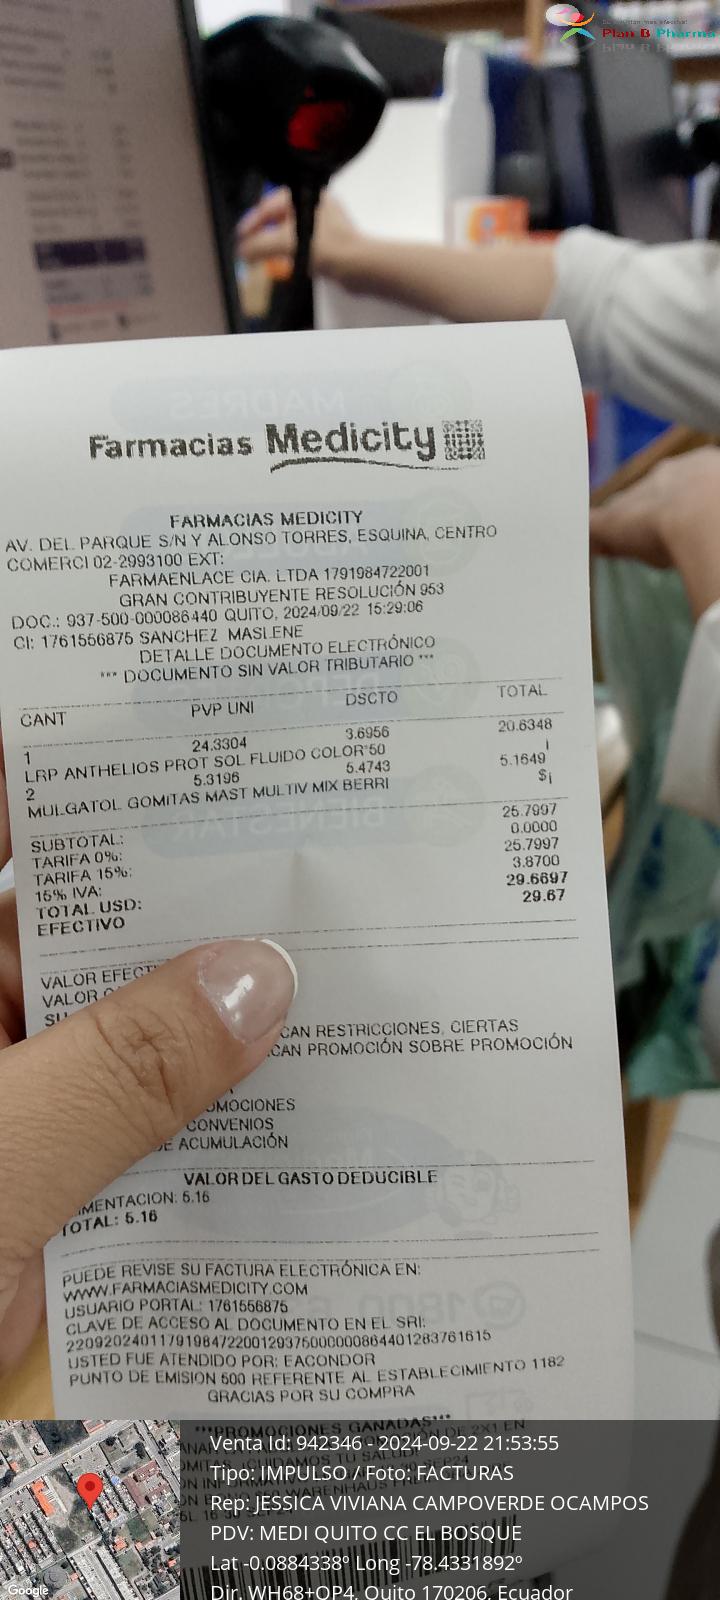 Plan B Pharma
Farmacias Medicity
FARMACIAS MEDICITY
AV. DEL PARQUE S/N Y ALONSO TORRES, ESQUINA, CENTRO
COMERCI 02-2993100 EXT:
FARMAENLACE CIA. LTDA 1791984722001
GRAN CONTRIBUYENTE RESOLUCIÓN 953
DOC.: 937-500-000086440 QUITO, 2024/09/22 15:29:06
CI: 1761556875 SANCHEZ MASLENE
DETALLE DOCUMENTO ELECTRÓNICO
*** DOCUMENTO SIN VALOR TRIBUTARIO ***
CANT PVP UNI DSCTO TOTAL
1 24.3304 3.6956 20.6348
LRP ANTHELIOS PROT SOL FLUIDO COLOR*50 i
2 5.3196 5.4743 5.1649
MULGATOL GOMITAS MAST MULTIV MIX BERRI $i
SUBTOTAL: 25.7997
TARIFA 0%: 0.0000
TARIFA 15%: 25.7997
15% IVA: 3.8700
TOTAL USD: 29.6697
EFECTIVO 29.67
VALOR EFECT
VALOR
SU
CAN RESTRICCIONES, CIERTAS
CAN PROMOCIÓN SOBRE PROMOCIÓN
OMOCIONES
CONVENIOS
DE ACUMULACIÓN
VALOR DEL GASTO DEDUCIBLE
IMENTACION: 5.16
TOTAL: 5.16
PUEDE REVISE SU FACTURA ELECTRÓNICA EN:
WWW.FARMACIASMEDICITY.COM
USUARIO PORTAL: 1761556875
CLAVE DE ACCESO AL DOCUMENTO EN EL SRI:
2209202401179198472200129375000000864401283761615
USTED FUE ATENDIDO POR: EACONDOR
PUNTO DE EMISION 500 REFERENTE AL ESTABLECIMIENTO 1182
GRACIAS POR SU COMPRA
***PROMOCIONES GANADAS***
Venta Id: 942346 - 2024-09-22 21:53:55
Tipo: IMPULSO / Foto: FACTURAS
Rep: JESSICA VIVIANA CAMPOVERDE OCAMPOS
PDV: MEDI QUITO CC EL BOSQUE
Lat -0.0884338º Long -78.4331892º
Dir. WH68+QP4, Quito 170206, Ecuador
Google